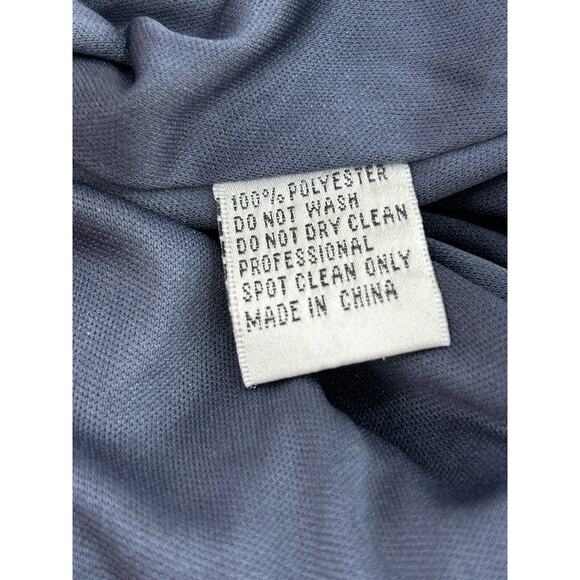 100% POLYESTER
DO NOT WASH
DO NOT DRY CLEAN
PROFESSIONAL
SPOT CLEAN ONLY
MADE IN CHINA